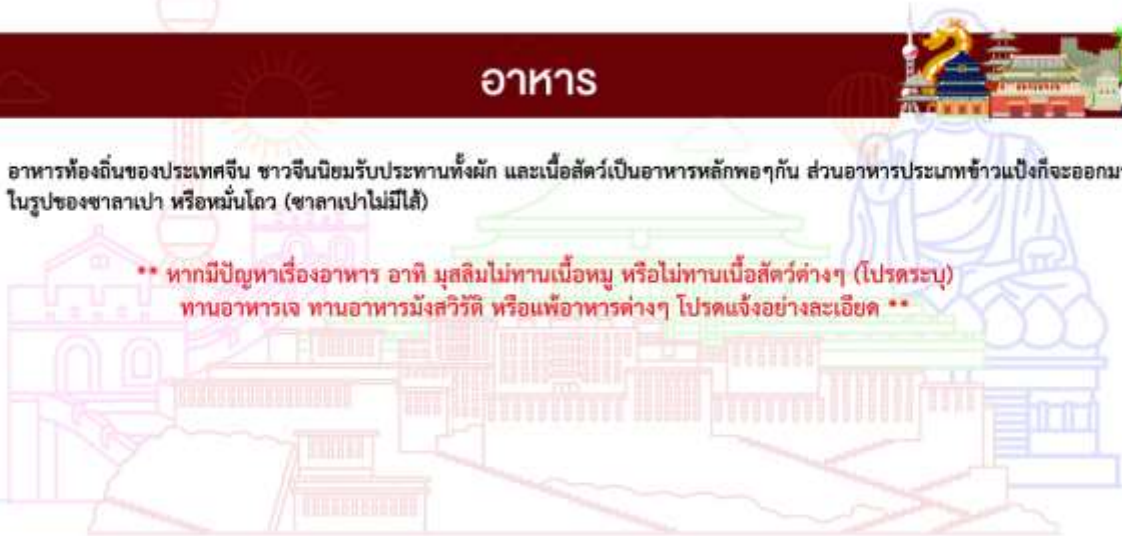 อาหาร
อาหารท้องถิ่นของประเทศจีน ชาวจีนนิยมรับประทานทั้งผัก และเนื้อสัตว์เป็นอาหารหลักพอๆกัน ส่วนอาหารประเภทข้าวแป้งก็จะออกม
ในรูปของซาลาเปา หรือหมั่นโถว (ซาลาเปาไม่มีไส้)
** หากมีปัญหาเรื่องอาหาร อาทิ มุสลิมไม่ทานเนื้อหมู หรือไม่ทานเนื้อสัตว์ต่างๆ (โปรดระบุ)
ทานอาหารเจ ทานอาหารมังสวิรัติ หรือแพ้อาหารต่างๆ โปรดแจ้งอย่างละเอียด **